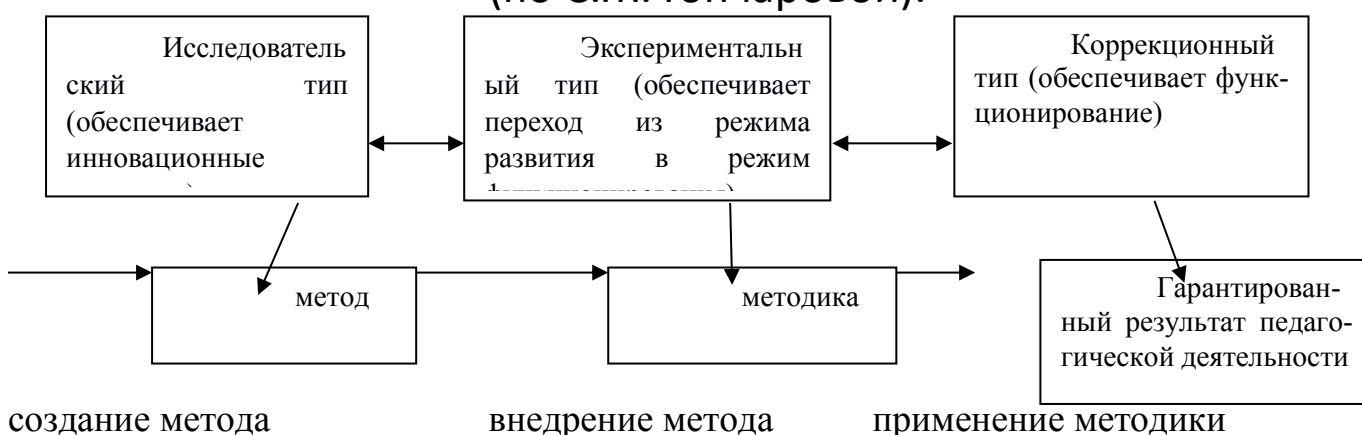 Исследователь
ский тип
(обеспечивает
инновационные
Экспериментальн
ый тип (обеспечивает
переход из режима
развития в режим
Коррекционный
тип (обеспечивает функ-
ционирование)
метод
методика
Гарантирован-
ный результат педаго-
гической деятельности
создание метода
внедрение метода
применение методики